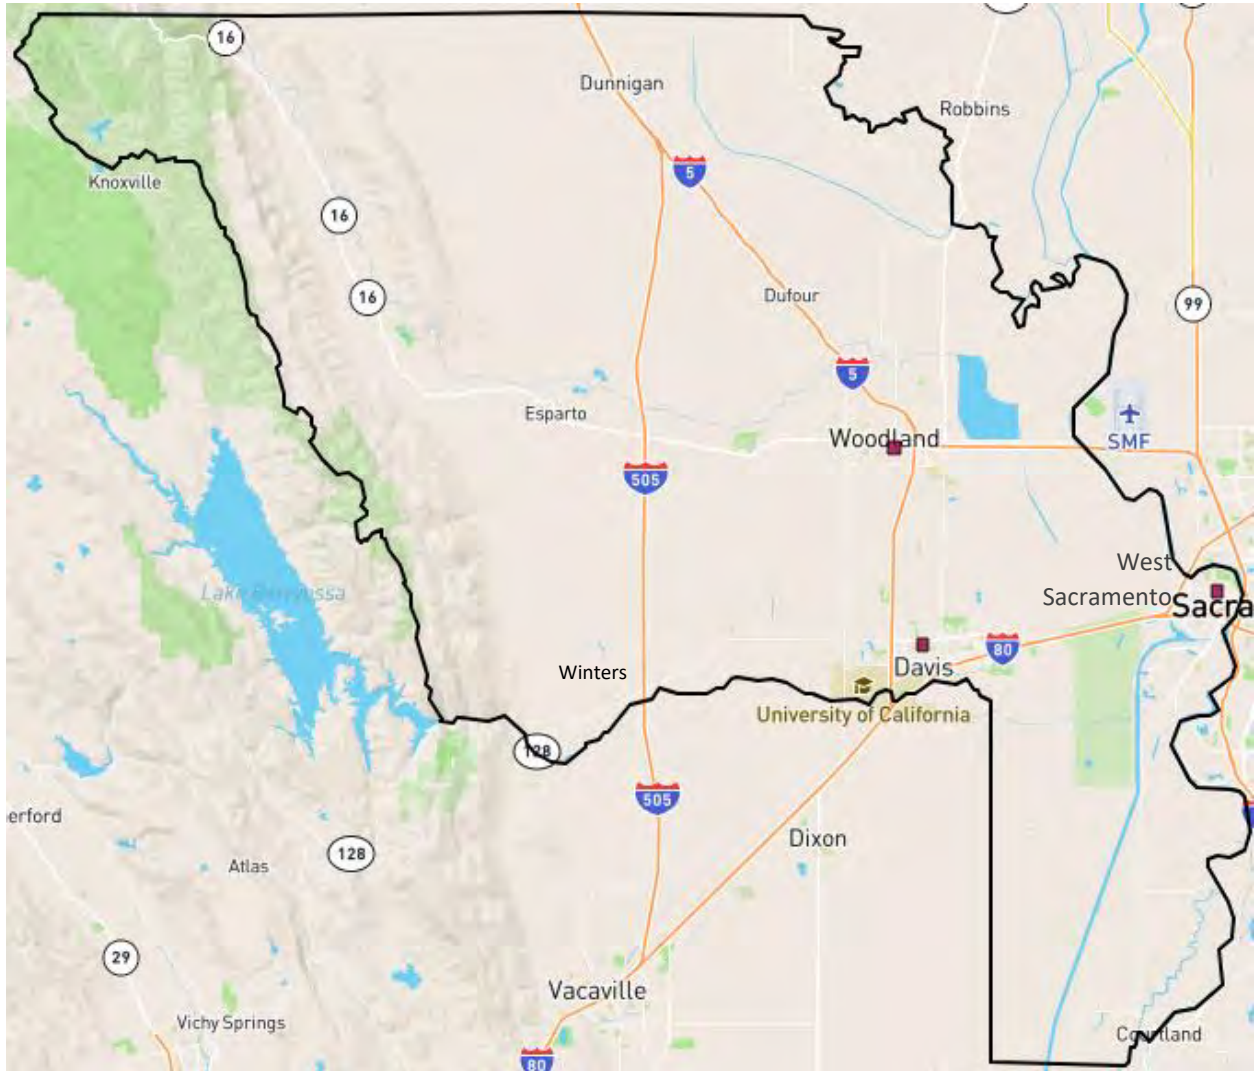 16
Dunnigan
Robbins
5
Knoxville
16
16
Dufour
99
5
Esparto
SMF
Woodland
505
West
Sacramento
Sacra
80
Davis
Winters
University of California
128
505
erford
Dixon
128
Atlas
29
Vacaville
Vichy Springs
Courtland
80